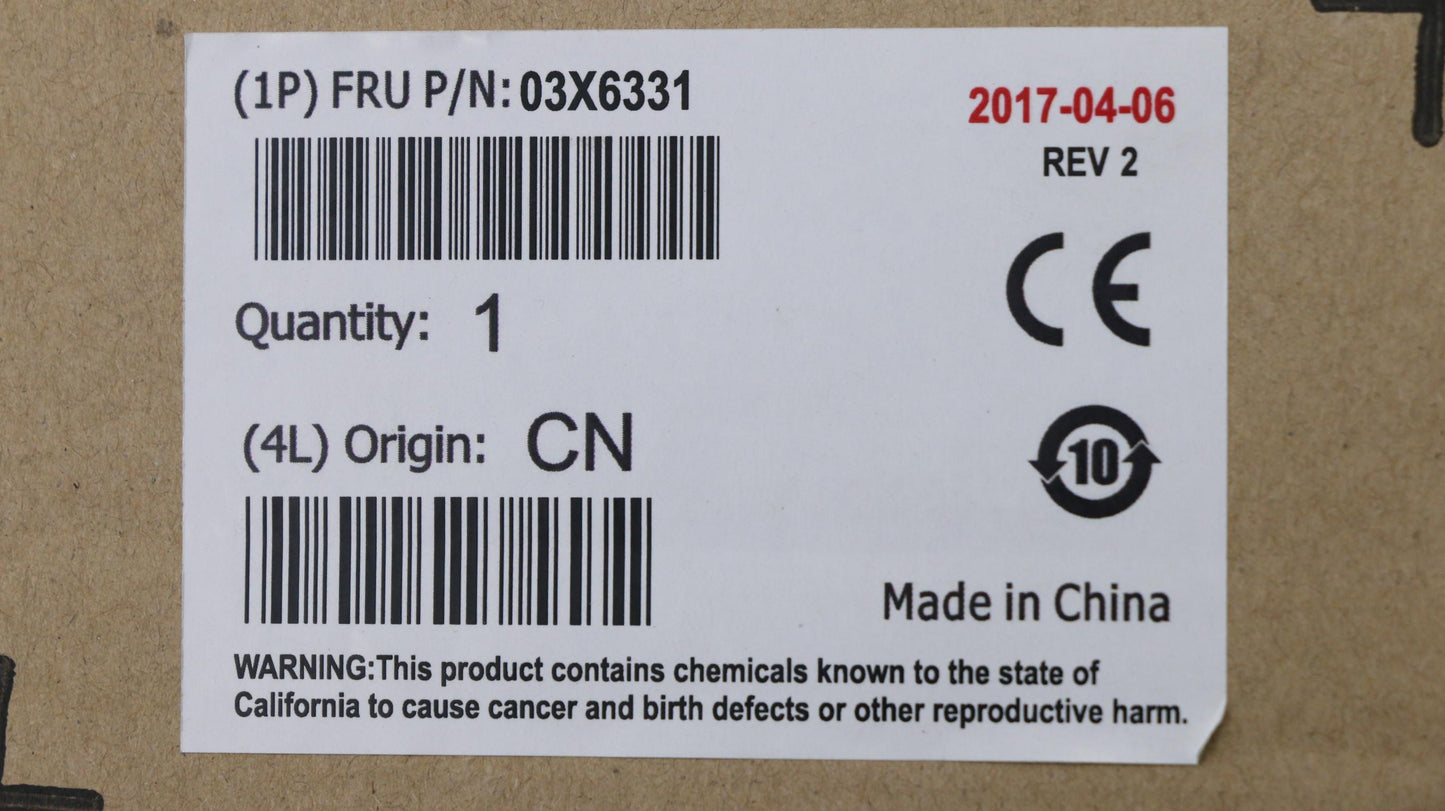 (1P) FRU P/N: 03X6331
2017-04-06
REV 2
CE
Quantity: 1
(4L) Origin: CN
10
Made in China
WARNING:This product contains chemicals known to the state of
California to cause cancer and birth defects or other reproductive harm.